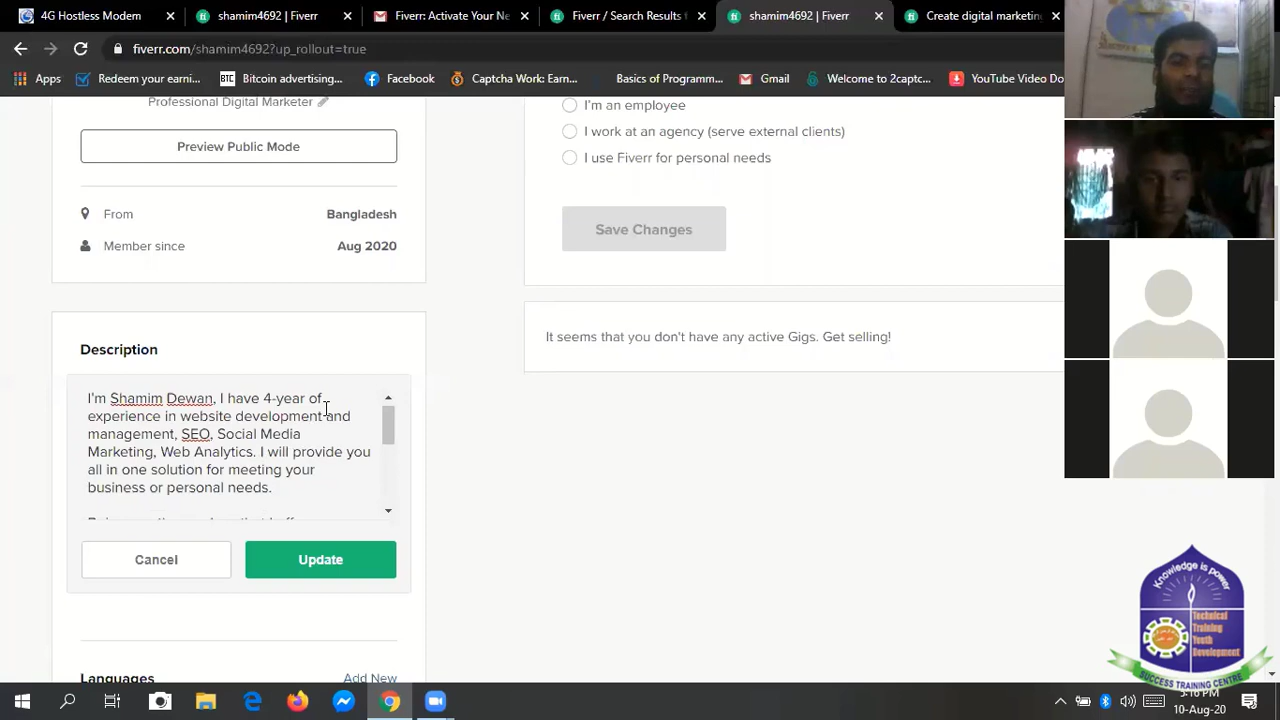 4G Hostless Modem
shamim4692 | Fiverr
Fiverr: Activate Your Ne
Fiverr / Search Results f
shamim4692 | Fiverr
Create digital marketing
fiverr.com/shamim4692?up_rollout=true
Apps
Redeem your earni...
BTC
Bitcoin advertising...
Facebook
Captcha Work: Earn...
Basics of Programm...
Gmail
Welcome to 2captc...
YouTube Video Do
Professional Digital Marketer
Preview Public Mode
From
Bangladesh
Member since
Aug 2020
I'm an employee
I work at an agency (serve external clients)
I use Fiverr for personal needs
Save Changes
It seems that you don't have any active Gigs. Get selling!
Description
I'm Shamim Dewan, I have 4-year of
experience in website development and
management, SEO, Social Media
Marketing, Web Analytics. I will provide you
all in one solution for meeting your
business or personal needs.
Cancel
Update
Languages
Add New
Knowledge is power
Technical
Training
Youth
Development
SUCCESS TRAINING CENTRE
10-Aug-20